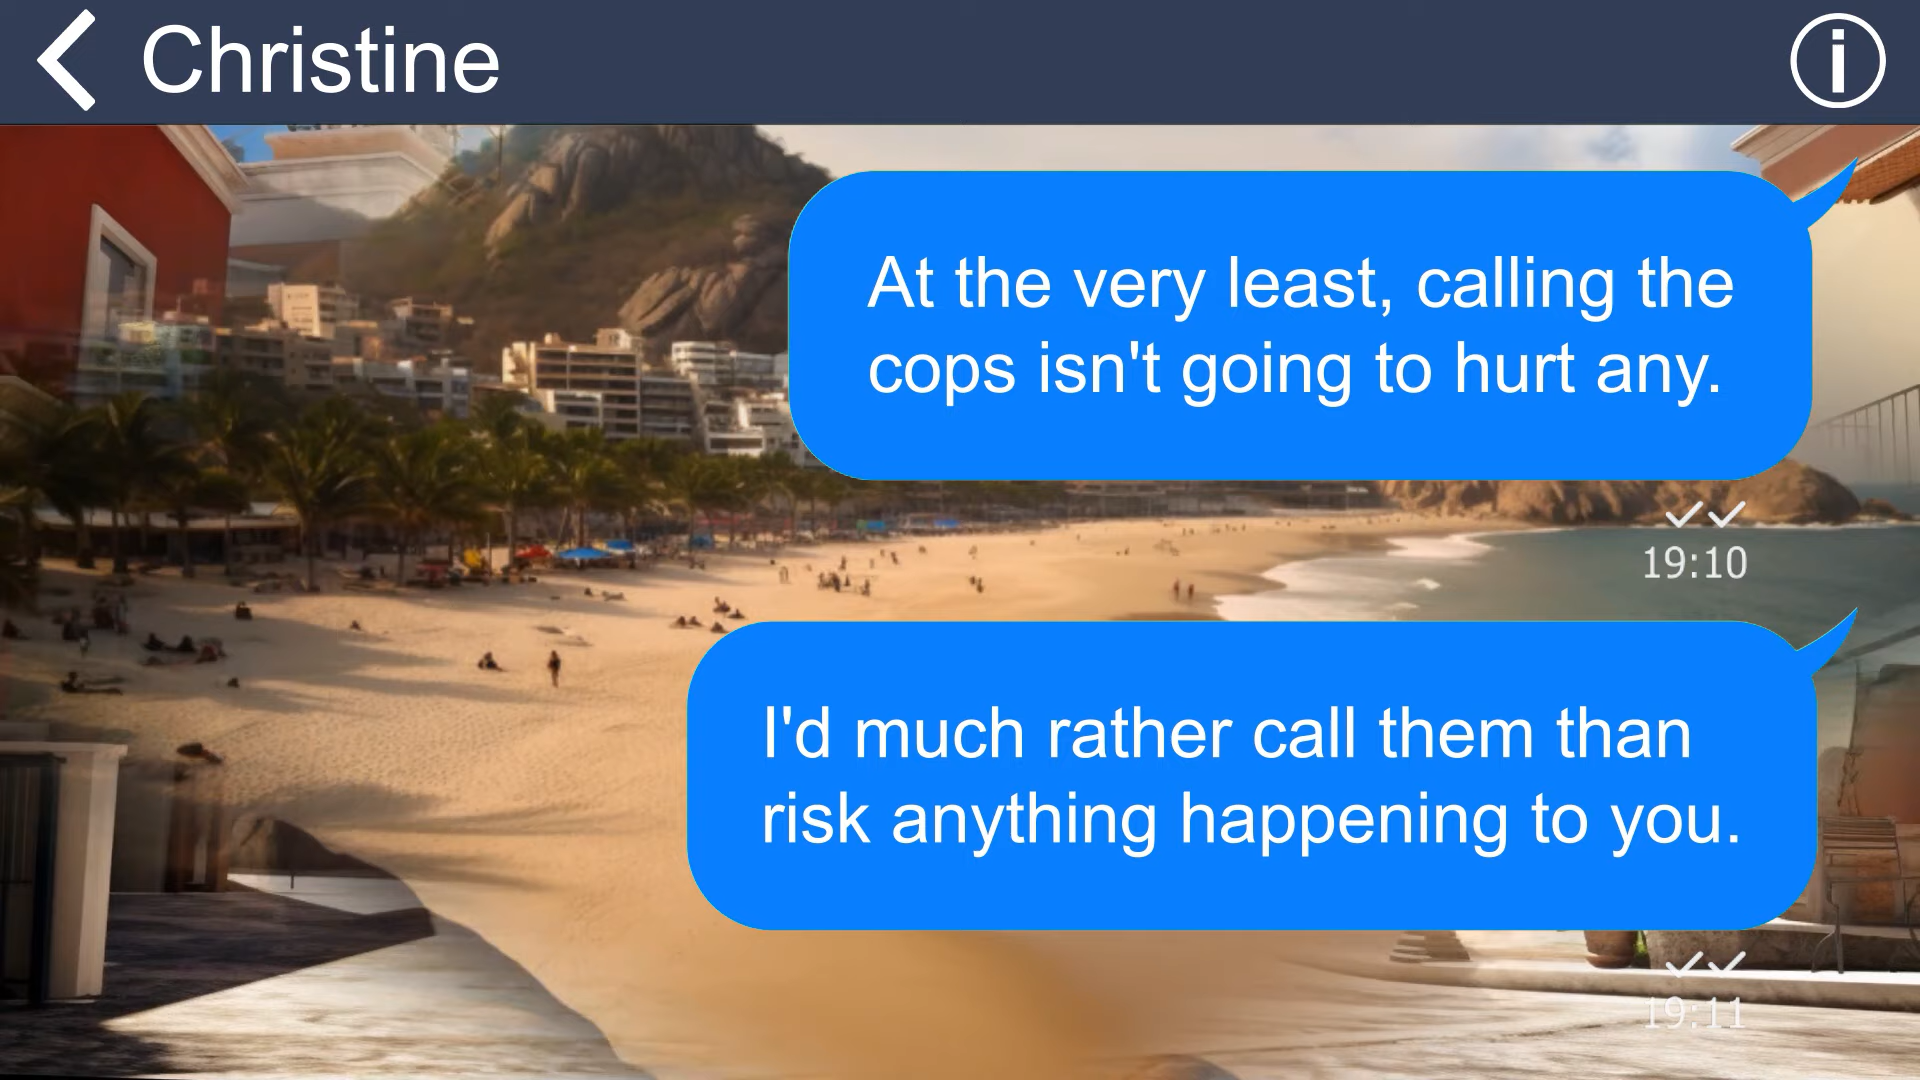 Christine
At the very least, calling the
cops isn't going to hurt any.
19:10
I'd much rather call them than
risk anything happening to you.
19:11